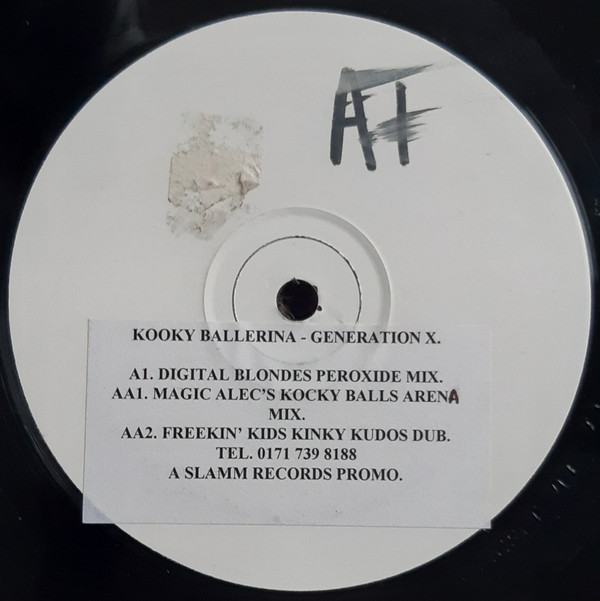 A1
KOOKY BALLERINA - GENERATION X.
A1. DIGITAL BLONDES PEROXIDE MIX.
AA1. MAGIC ALEC'S KOCKY BALLS ARENA
MIX.
AA2. FREEKIN' KIDS KINKY KUDOS DUB.
TEL. 0171 739 8188
A SLAMM RECORDS PROMO.